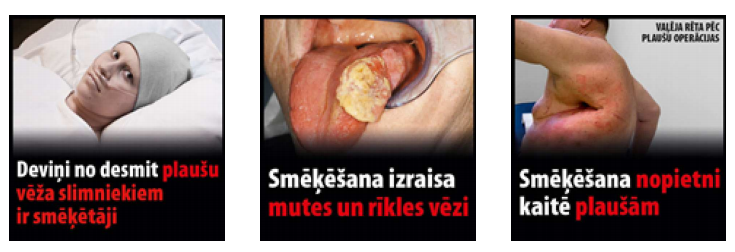 Deviņi no desmit plaušu
vēža slimniekiem
ir smēķētāji
Smēķēšana izraisa
mutes un rīkles vēzi
VAĻĒJA RĒTA PĒC
PLAUŠU OPERĀCIJAS
Smēķēšana nopietni
kaitē plaušām